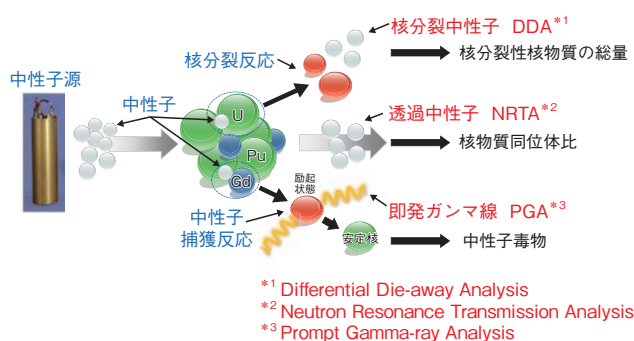 核分裂中性子 DDA*1
核分裂反応
核分裂性核物質の総量
中性子源
中性子
U
透過中性子 NRTA*2
Pu
核物質同位体比
Gd
励起
状態
即発ガンマ線 PGA*3
中性子
捕獲反応
安定核
中性子毒物
*1 Differential Die-away Analysis
*2 Neutron Resonance Transmission Analysis
*3 Prompt Gamma-ray Analysis